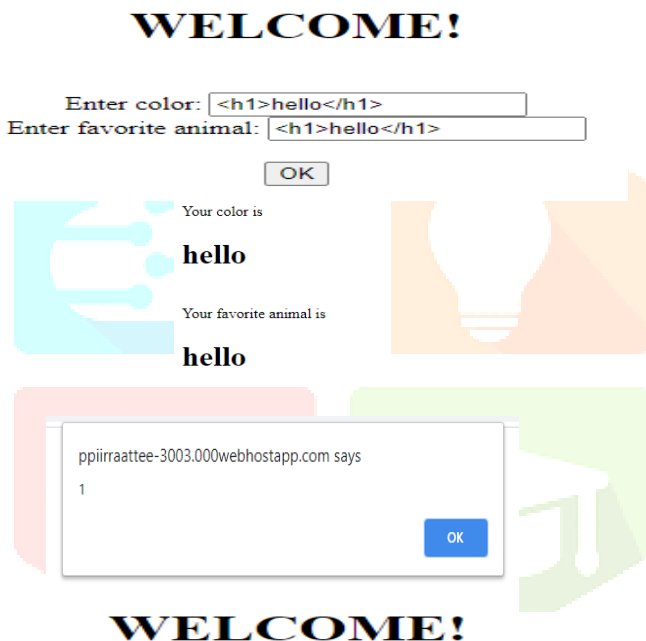 WELCOME!
Enter color: <h1>hello</h1>
Enter favorite animal: <h1>hello</h1>
OK
Your color is
hello
Your favorite animal is
hello
ppiirraattee-3003.000webhostapp.com says
1
OK
WELCOME!